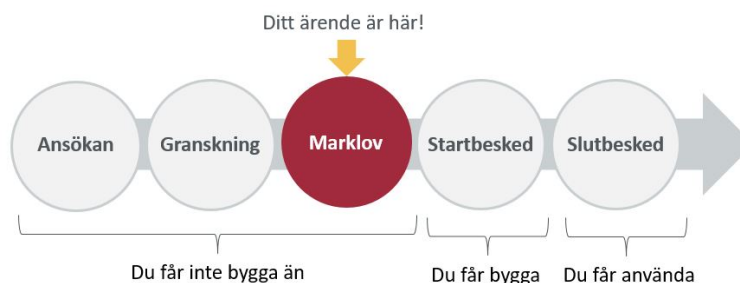 Ditt ärende är här!
Ansökan Granskning Marklov Startbesked Slutbesked
Du får inte bygga än Du får bygga Du får använda